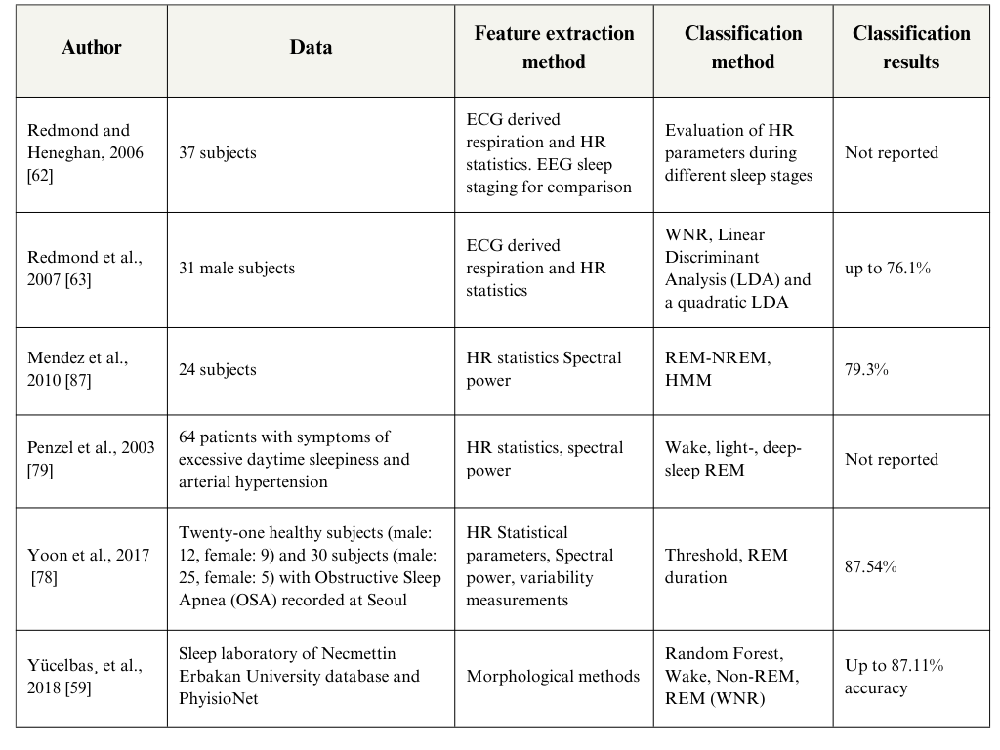 Author
Data
Feature extraction
method
Classification
method
Classification
results
Redmond and
Heneghan, 2006
[62]
37 subjects
ECG derived
respiration and HR
statistics. EEG sleep
staging for comparison
Evaluation of HR
parameters during
different sleep stages
Not reported
Redmond et al.,
2007 [63]
31 male subjects
ECG derived
respiration and HR
statistics
WNR, Linear
Discriminant
Analysis (LDA) and
a quadratic LDA
up to 76.1%
Mendez et al.,
2010 [87]
24 subjects
HR statistics Spectral
power
REM-NREM,
HMM
79.3%
Penzel et al., 2003
[79]
64 patients with symptoms of
excessive daytime sleepiness and
arterial hypertension
HR statistics, spectral
power
Wake, light-, deep-
sleep REM
Not reported
Yoon et al., 2017
[78]
Twenty-one healthy subjects (male:
12, female: 9) and 30 subjects (male:
25, female: 5) with Obstructive Sleep
Apnea (OSA) recorded at Seoul
HR Statistical
parameters, Spectral
power, variability
measurements
Threshold, REM
duration
87.54%
Yücelbas¸ et al.,
2018 [59]
Sleep laboratory of Necmettin
Erbakan University database and
PhyisioNet
Morphological methods
Random Forest,
Wake, Non-REM,
REM (WNR)
Up to 87.11%
accuracy